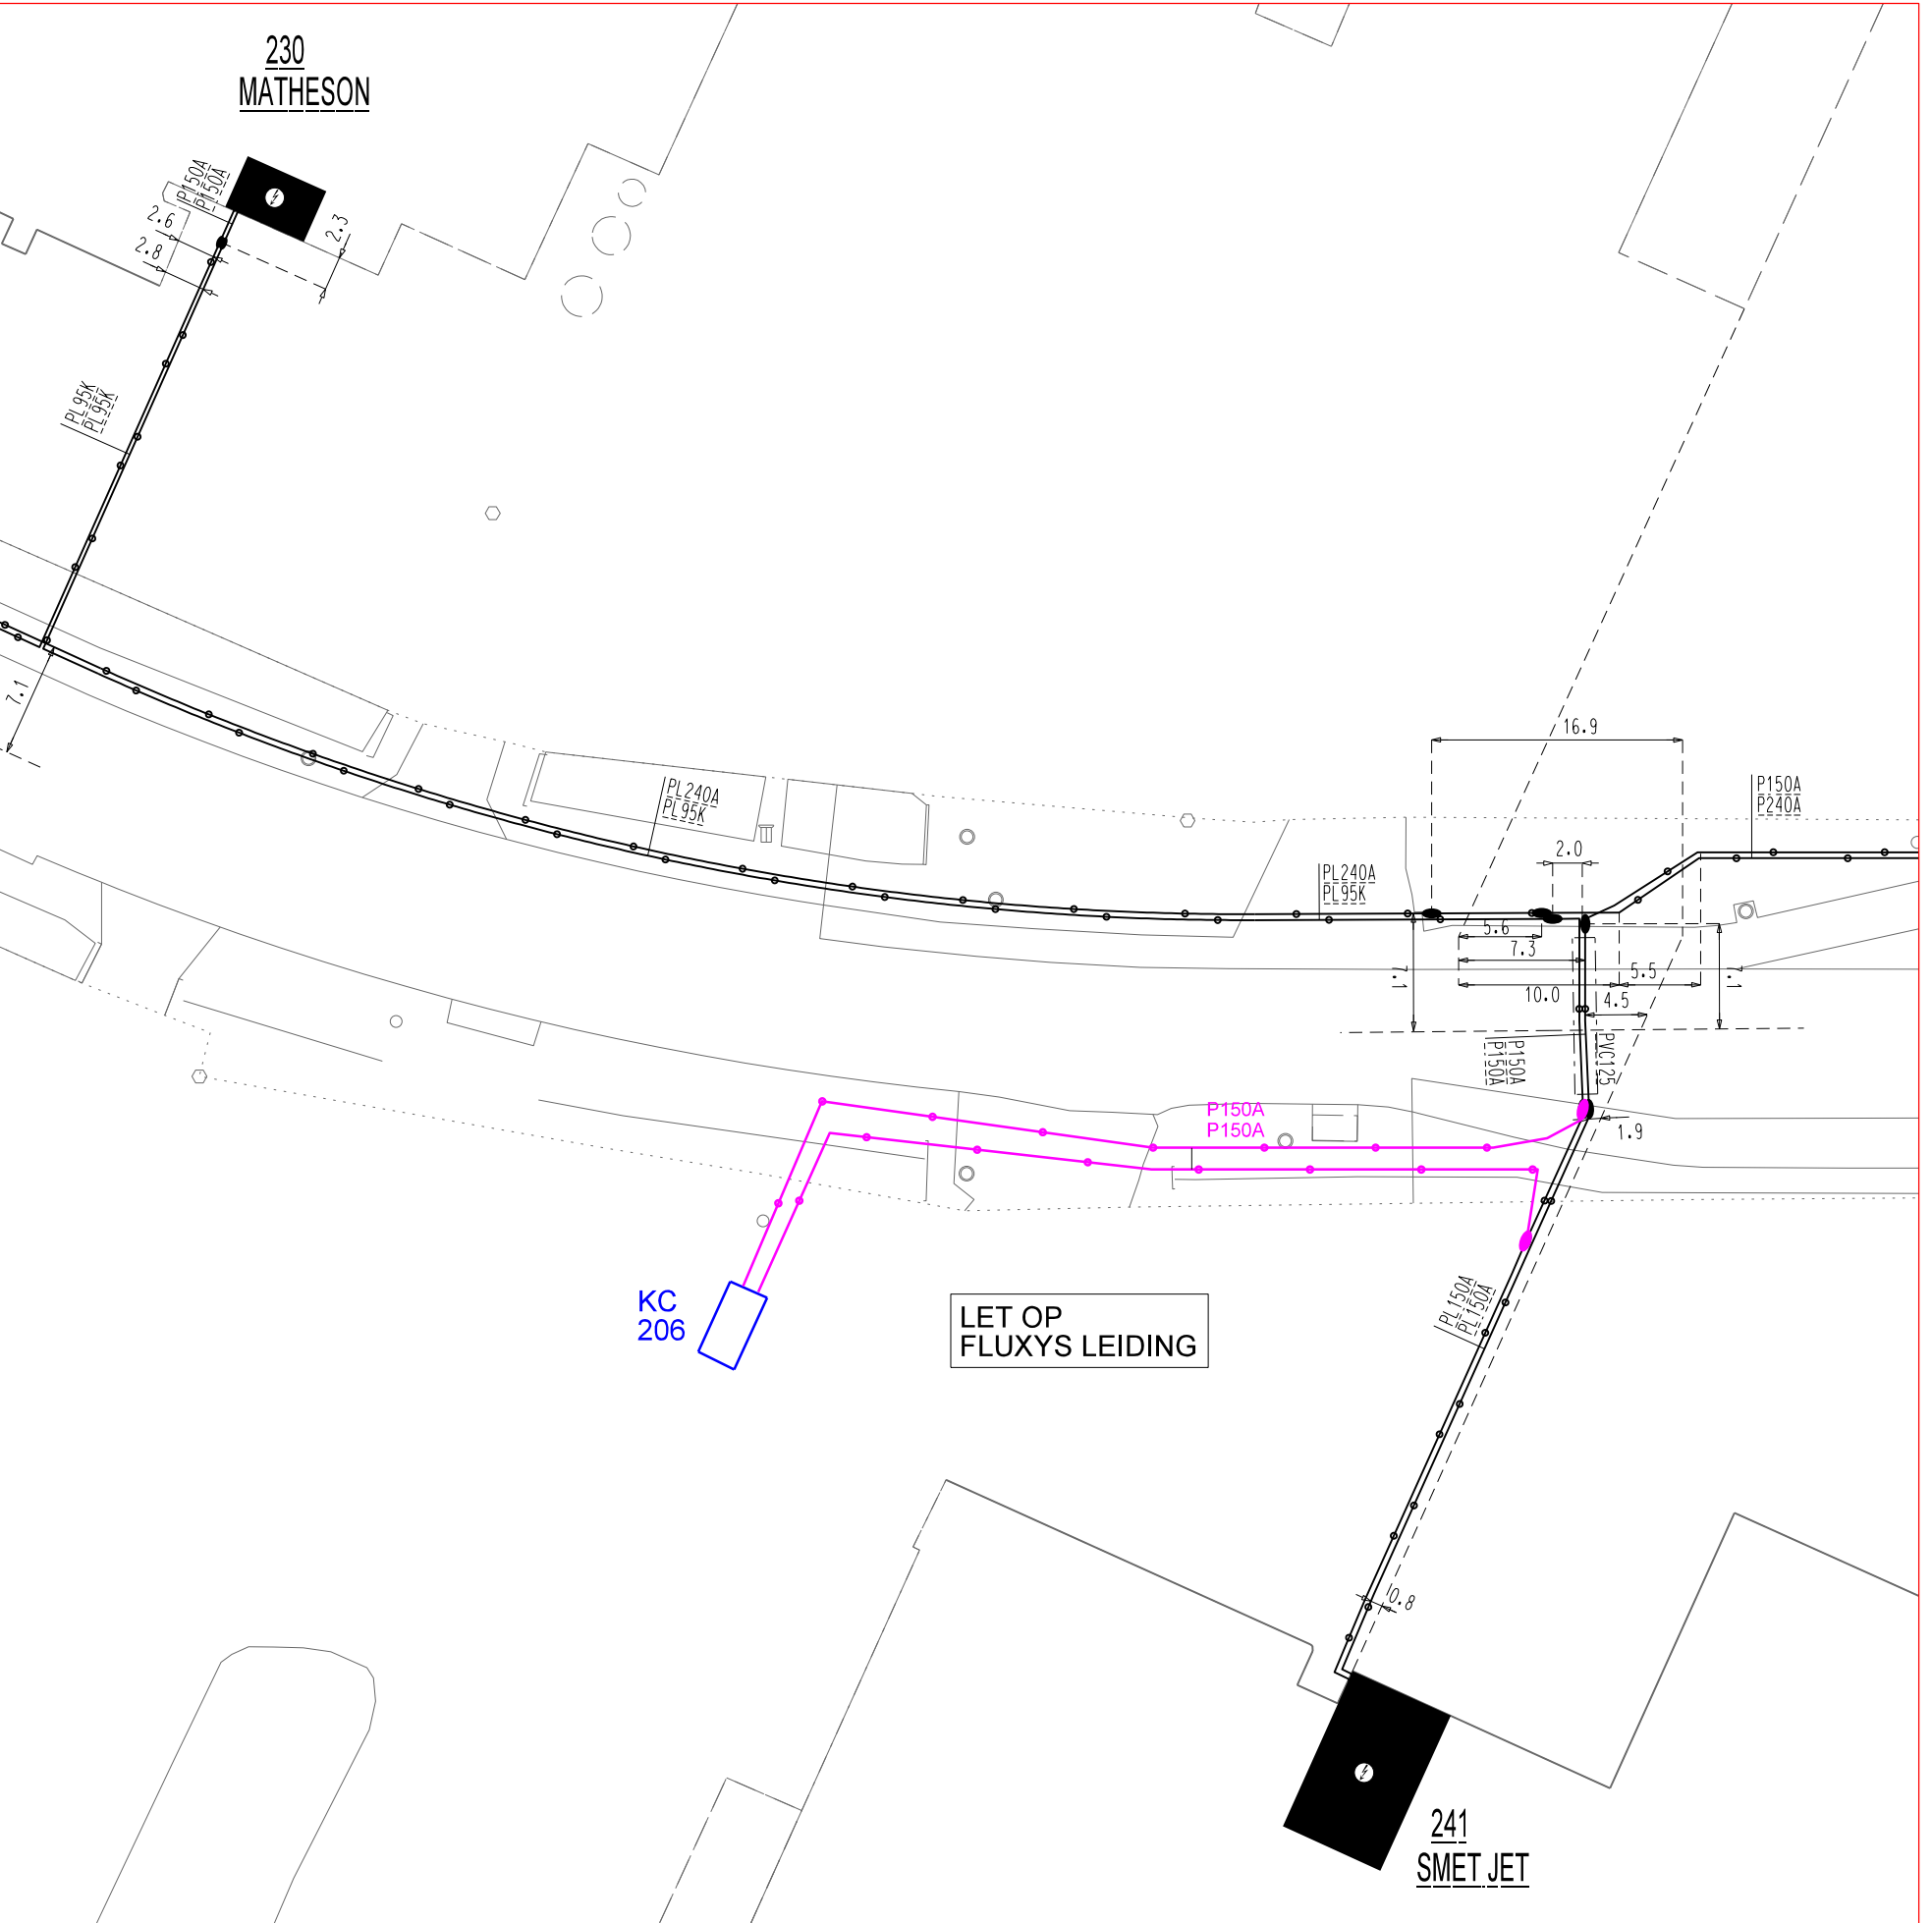 230
MATHESON
P150A
P150A
2.6
2.8
2.3
PL95K
PL95K
7.1
16.9
PL240A
PL95K
P150A
P240A
2.0
PL240A
PL95K
5.6
7.3
5.5
7.1
7.1
10.0
4.5
P150A
P150A
PVC125
P150A
P150A
1.9
KC
206
LET OP
FLUXYS LEIDING
PL150A
PL150A
0.8
241
SMET JET